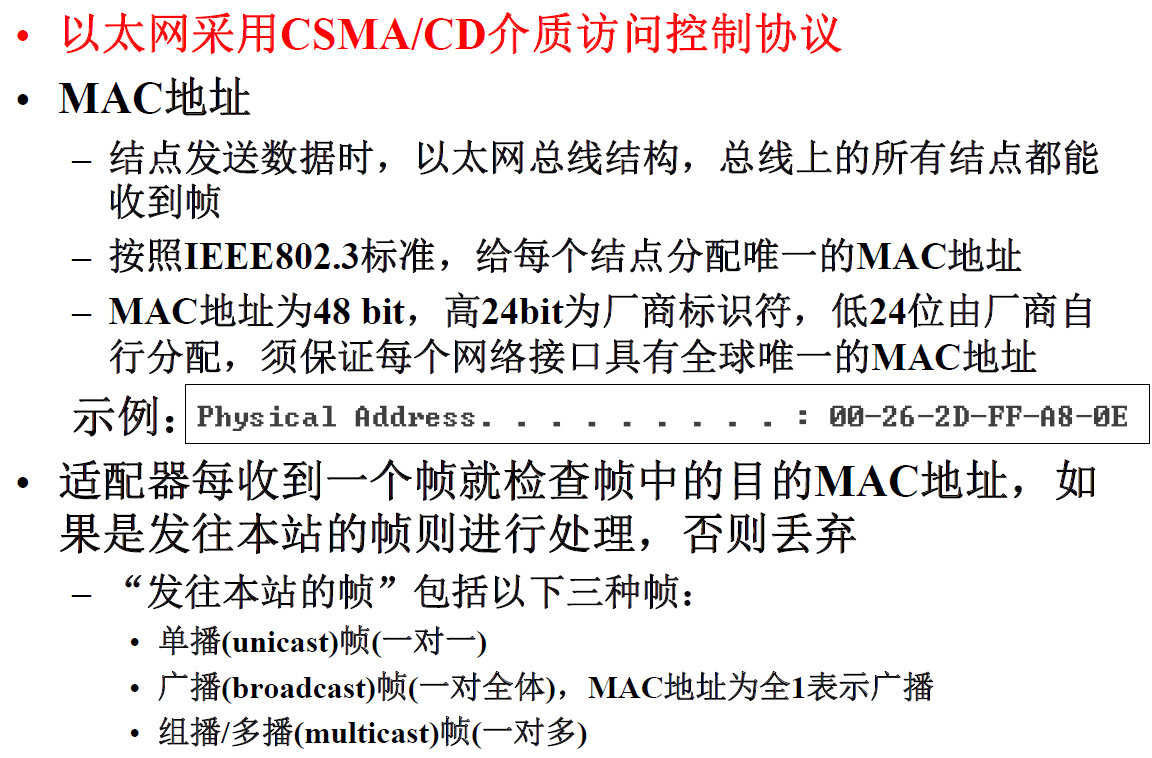 • 以太网采用CSMA/CD介质访问控制协议
• MAC地址
– 结点发送数据时，以太网总线结构，总线上的所有结点都能
收到帧
– 按照IEEE802.3标准，给每个结点分配唯一的MAC地址
– MAC地址为48 bit，高24bit为厂商标识符，低24位由厂商自
行分配，须保证每个网络接口具有全球唯一的MAC地址
示例：Physical Address. . . . . . . . . : 00-26-2D-FF-A8-0E
• 适配器每收到一个帧就检查帧中的目的MAC地址，如
果是发往本站的帧则进行处理，否则丢弃
– “发往本站的帧”包括以下三种帧：
• 单播(unicast)帧(一对一)
• 广播(broadcast)帧(一对全体)，MAC地址为全1表示广播
• 组播/多播(multicast)帧(一对多)